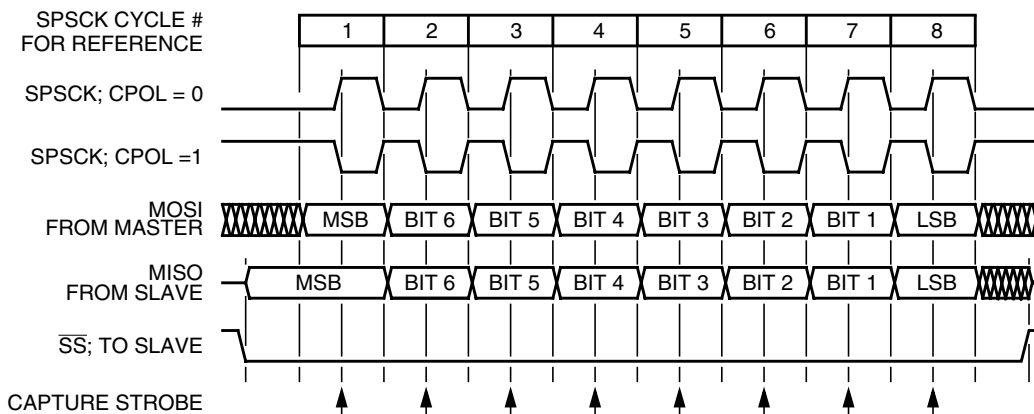 SPSCK CYCLE #
FOR REFERENCE
1 2 3 4 5 6 7 8
SPSCK; CPOL = 0
SPSCK; CPOL =1
MOSI
FROM MASTER
MSB BIT 6 BIT 5 BIT 4 BIT 3 BIT 2 BIT 1 LSB
MISO
FROM SLAVE
MSB BIT 6 BIT 5 BIT 4 BIT 3 BIT 2 BIT 1 LSB
S̅S̅; TO SLAVE
CAPTURE STROBE